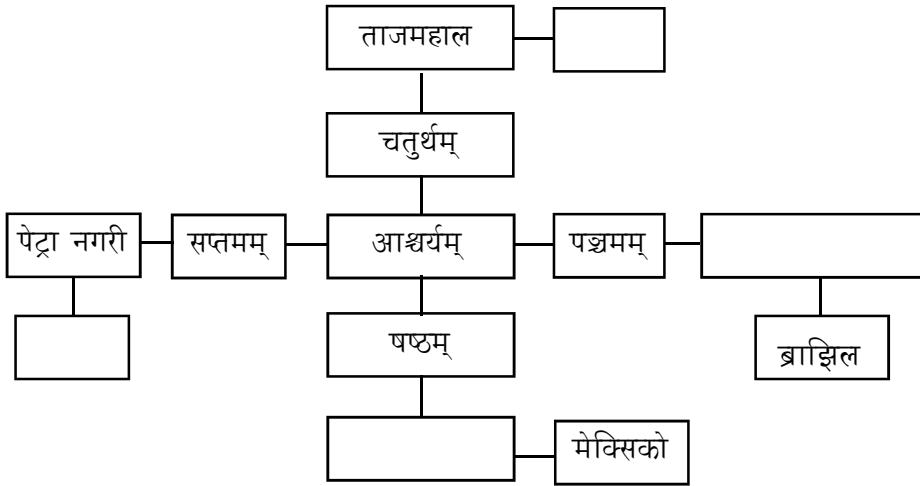 ताजमहाल
चतुर्थम्
पेट्रा नगरी
सप्तमम्
आश्चर्यम्
पञ्चमम्
षष्ठम्
ब्राझिल
मेक्सिको